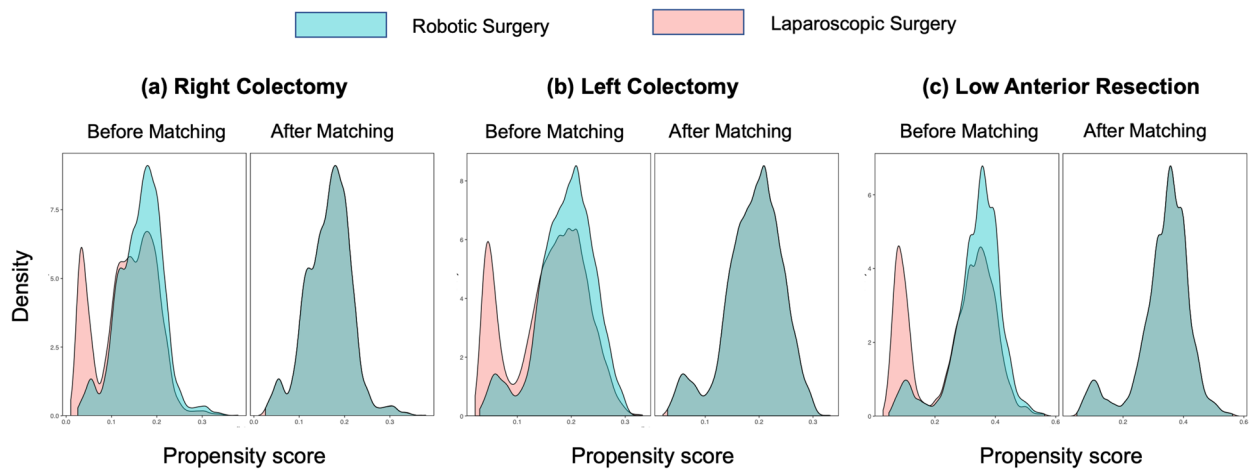 Robotic Surgery
Laparoscopic Surgery
(a) Right Colectomy
(b) Left Colectomy
(c) Low Anterior Resection
Before Matching
After Matching
Before Matching
After Matching
Before Matching
After Matching
Density
7.5
5.0
2.5
0.0
8
6
4
2
0
6
4
2
0
0.0 0.1 0.2 0.3
0.0 0.1 0.2 0.3
0.1 0.2 0.3
0.1 0.2 0.3
0.2 0.4 0.6
0.2 0.4 0.6
Propensity score
Propensity score
Propensity score